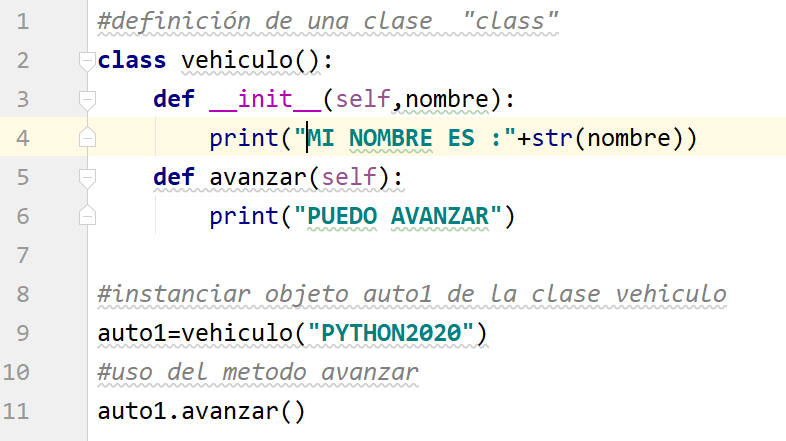 1 #definición de una clase  "class"
2 class vehiculo():
3     def __init__(self,nombre):
4         print("MI NOMBRE ES :"+str(nombre))
5     def avanzar(self):
6         print("PUEDO AVANZAR")
7
8 #instanciar objeto auto1 de la clase vehiculo
9 auto1=vehiculo("PYTHON2020")
10 #uso del metodo avanzar
11 auto1.avanzar()